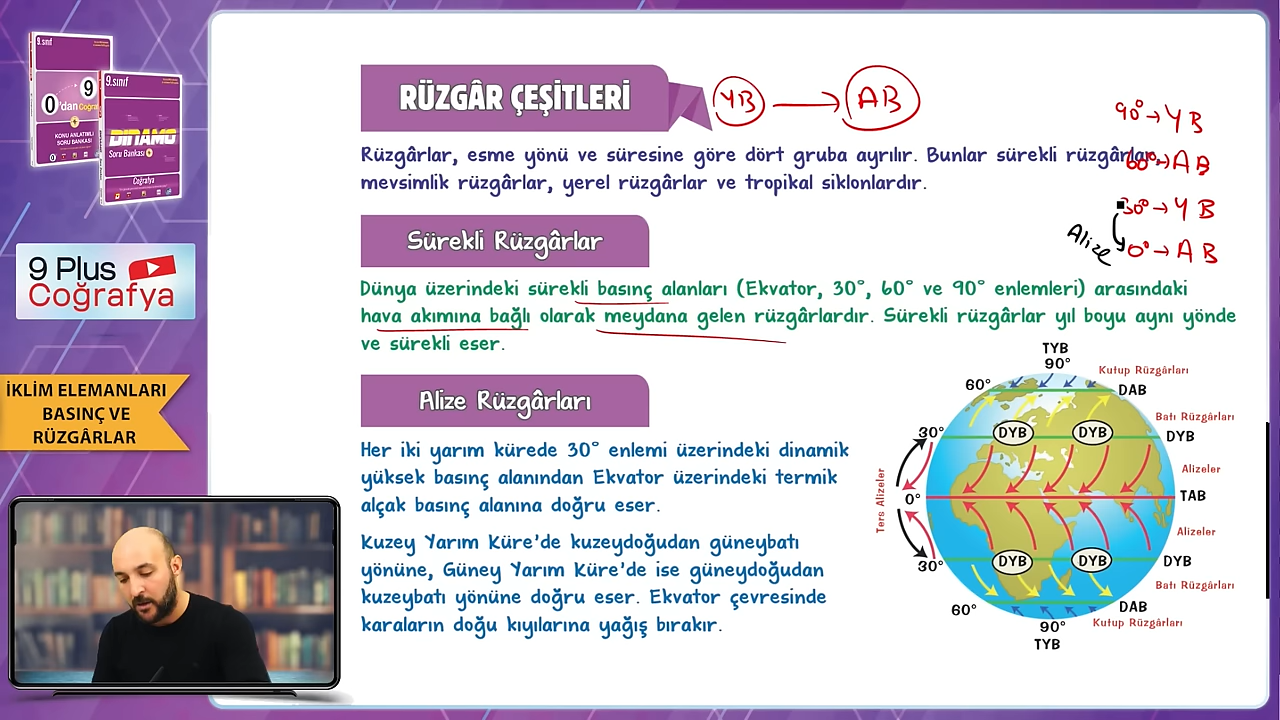 9.sınıf
0'dan 9 Coğrafya
KONU ANLATIMLI
SORU BANKASI
9.sınıf
DİNAMO
Soru Bankası
Coğrafya
9 Plus
Coğrafya
İKLİM ELEMANLARI
BASINÇ VE
RÜZGÂRLAR
RÜZGÂR ÇEŞİTLERİ
YB → AB
90° → YB
60° → AB
30° → YB
0° → AB
Alize
Rüzgârlar, esme yönü ve süresine göre dört gruba ayrılır. Bunlar sürekli rüzgârlar,
mevsimlik rüzgârlar, yerel rüzgârlar ve tropikal siklonlardır.
Sürekli Rüzgârlar
Dünya üzerindeki sürekli basınç alanları (Ekvator, 30°, 60° ve 90° enlemleri) arasındaki
hava akımına bağlı olarak meydana gelen rüzgârlardır. Sürekli rüzgârlar yıl boyu aynı yönde
ve sürekli eser.
Alize Rüzgârları
Her iki yarım kürede 30° enlemi üzerindeki dinamik
yüksek basınç alanından Ekvator üzerindeki termik
alçak basınç alanına doğru eser.
Kuzey Yarım Küre'de kuzeydoğudan güneybatı
yönüne, Güney Yarım Küre'de ise güneydoğudan
kuzeybatı yönüne doğru eser. Ekvator çevresinde
karaların doğu kıyılarına yağış bırakır.
TYB
90°
Kutup Rüzgârları
60°
DAB
Batı Rüzgârları
30°
DYB
DYB
DYB
Alizeler
Ters Alizeler
0°
TAB
Alizeler
30°
DYB
DYB
DYB
Batı Rüzgârları
60°
DAB
90°
Kutup Rüzgârları
TYB